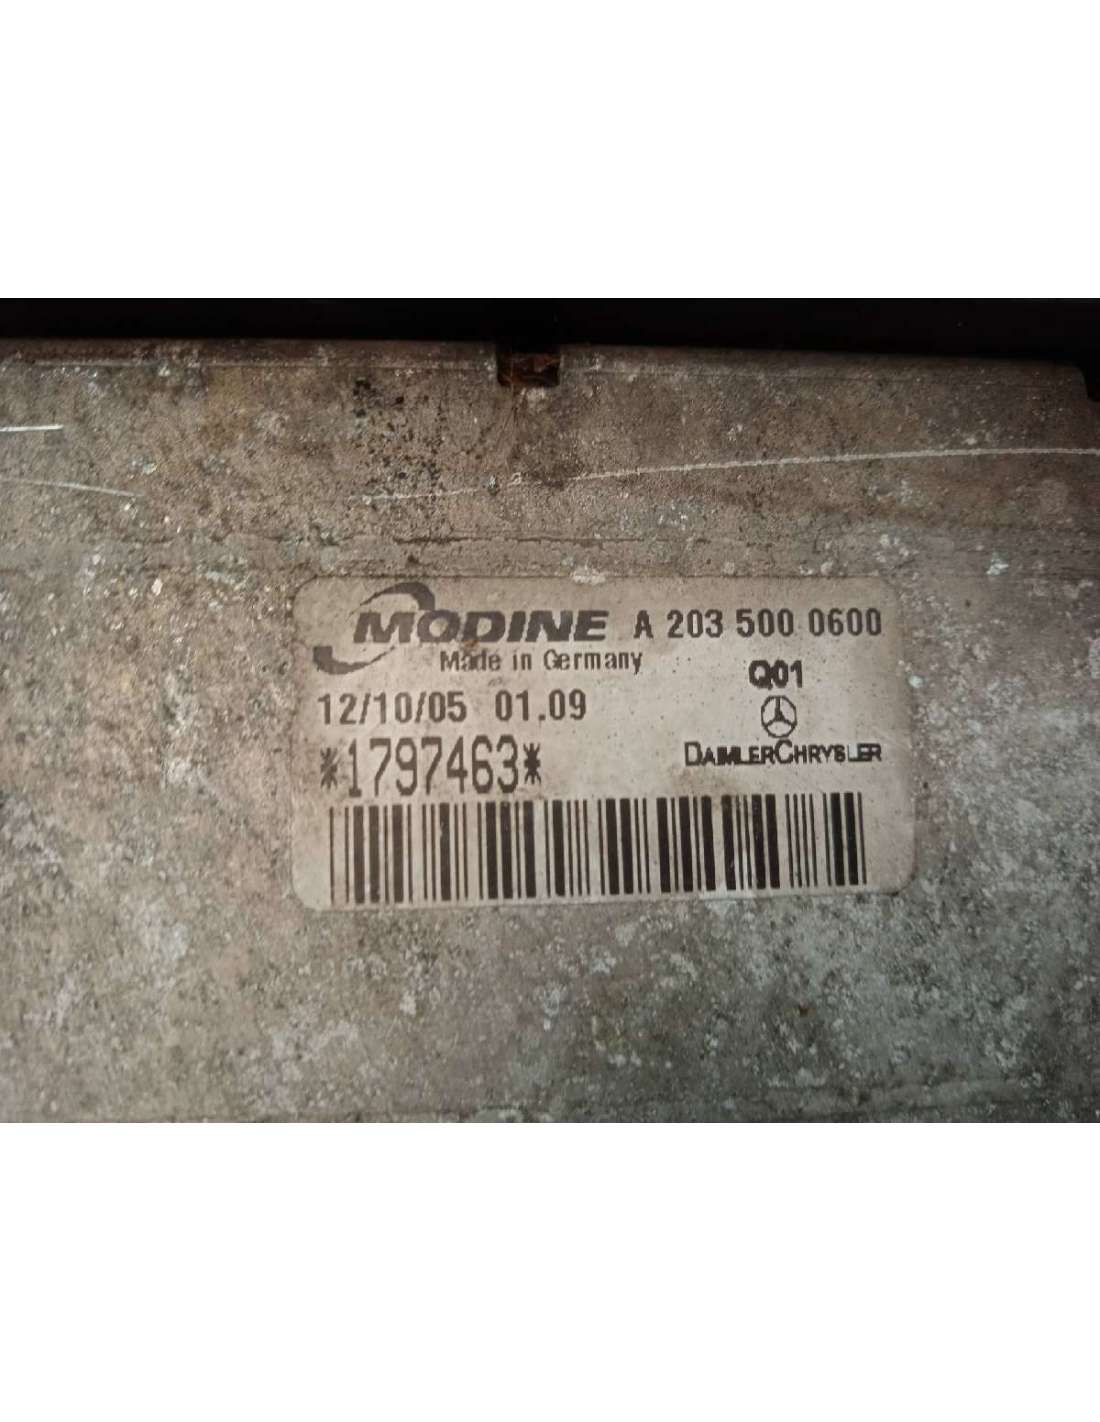 MODINE A 203 500 0600
Made in Germany Q01
12/10/05 01.09
*1797463* DAIMLERCHRYSLER